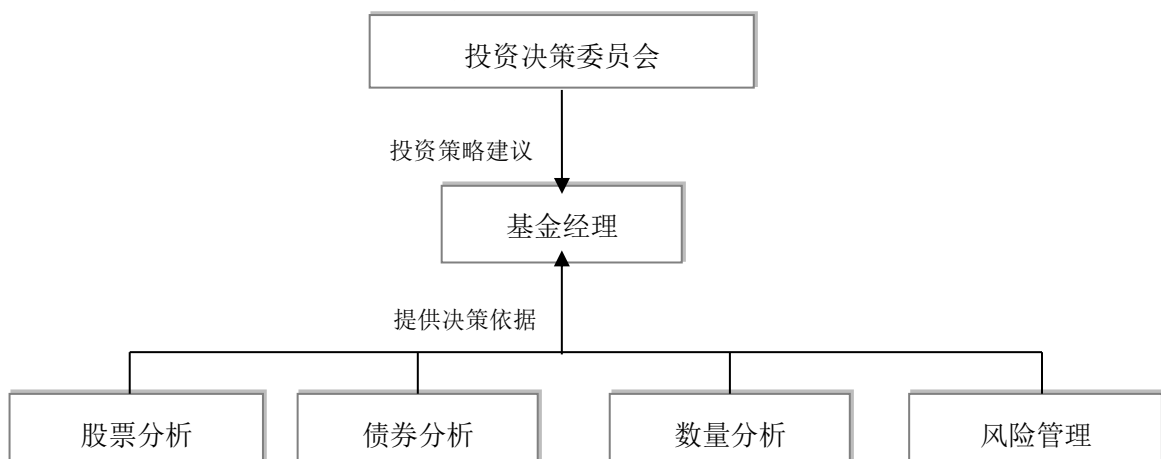 投资决策委员会
投资策略建议
基金经理
提供决策依据
股票分析
债券分析
数量分析
风险管理